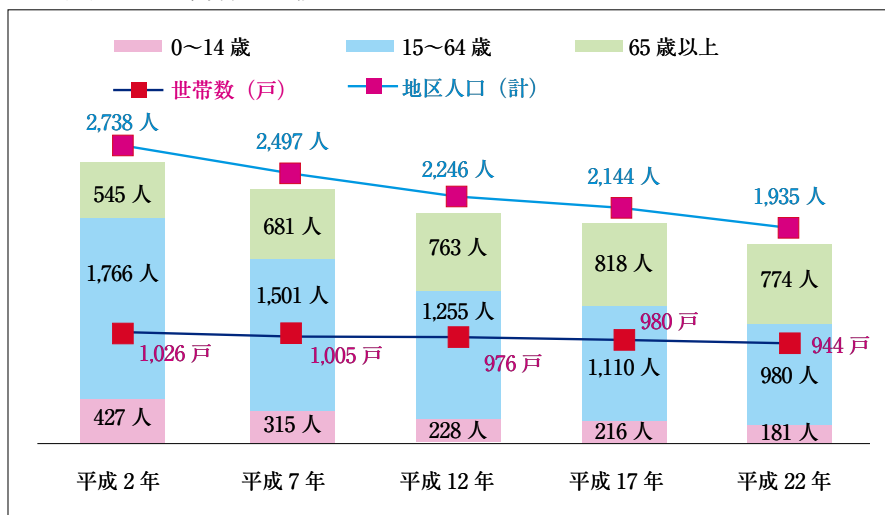 0～14 歳 15～64 歳 65 歳以上
世帯数（戸） 地区人口（計）
2,738 人 2,497 人 2,246 人 2,144 人 1,935 人
545 人 681 人 763 人 818 人 774 人
1,766 人 1,501 人 1,255 人 1,110 人 980 人
1,026 戸 1,005 戸 976 戸 980 戸 944 戸
427 人 315 人 228 人 216 人 181 人
平成 2 年 平成 7 年 平成 12 年 平成 17 年 平成 22 年